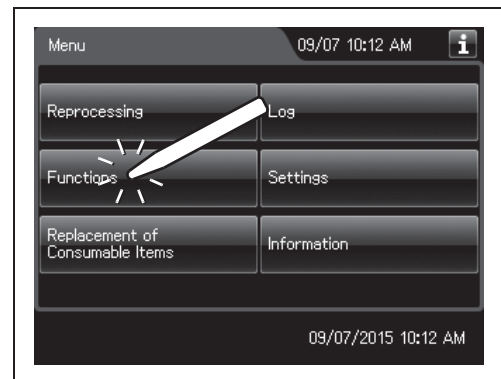 Menu
09/07 10:12 AM
i
Reprocessing
Log
Functions
Settings
Replacement of
Consumable Items
Information
09/07/2015 10:12 AM